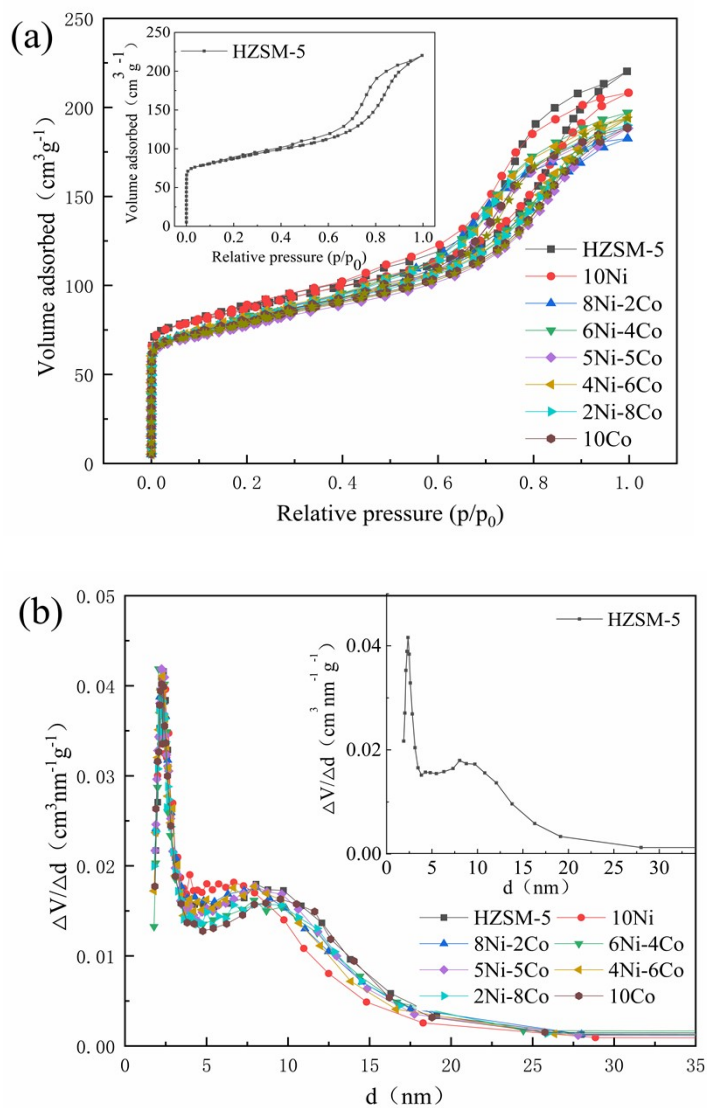 (a)
HZSM-5
Volume adsorbed (cm³g⁻¹)
250
200
150
100
50
0
0.0 0.2 0.4 0.6 0.8 1.0
Relative pressure (p/p₀)
Volume adsorbed (cm³g⁻¹)
250
200
150
100
50
0
HZSM-5
10Ni
8Ni-2Co
6Ni-4Co
5Ni-5Co
4Ni-6Co
2Ni-8Co
10Co
0.0 0.2 0.4 0.6 0.8 1.0
Relative pressure (p/p₀)
(b)
HZSM-5
ΔV/Δd (cm³nm⁻¹g⁻¹)
0.04
0.02
0.00
0 5 10 15 20 25 30
d (nm)
ΔV/Δd (cm³nm⁻¹g⁻¹)
0.05
0.04
0.03
0.02
0.01
0.00
HZSM-5 10Ni
8Ni-2Co 6Ni-4Co
5Ni-5Co 4Ni-6Co
2Ni-8Co 10Co
0 5 10 15 20 25 30 35
d (nm)